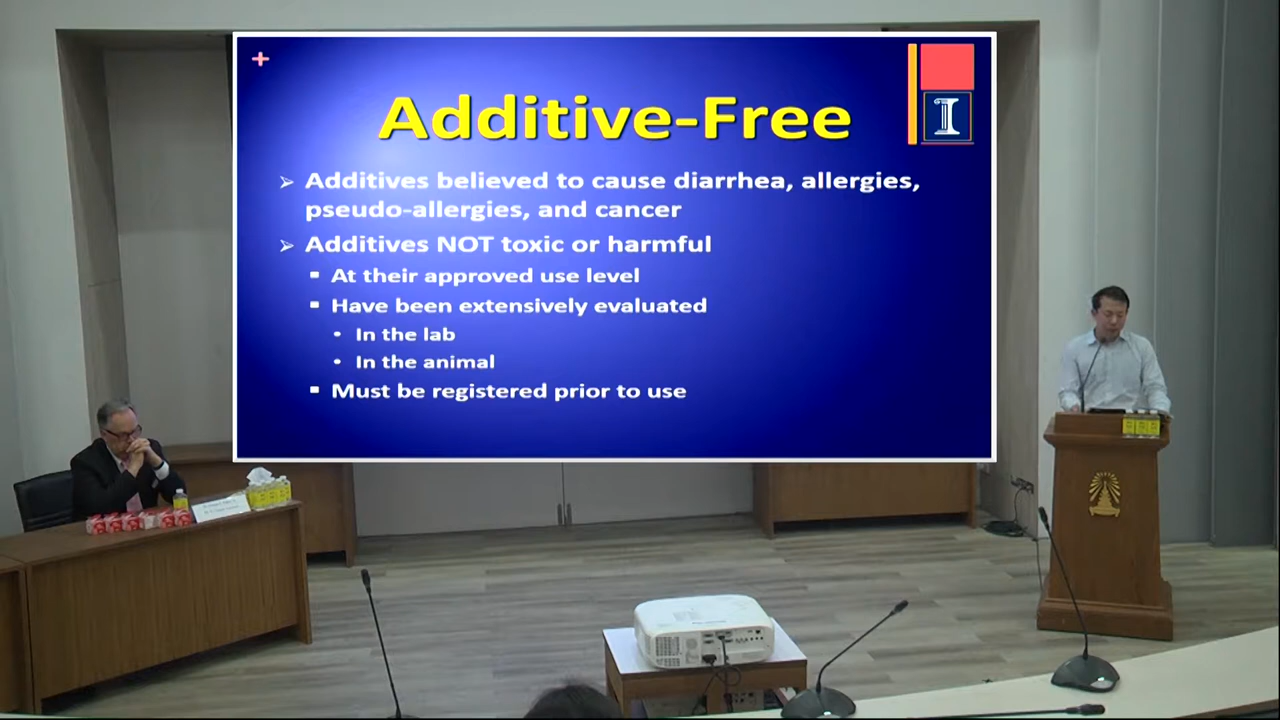 Additive-Free
I
➢ Additives believed to cause diarrhea, allergies,
pseudo-allergies, and cancer
➢ Additives NOT toxic or harmful
▪ At their approved use level
▪ Have been extensively evaluated
• In the lab
• In the animal
▪ Must be registered prior to use